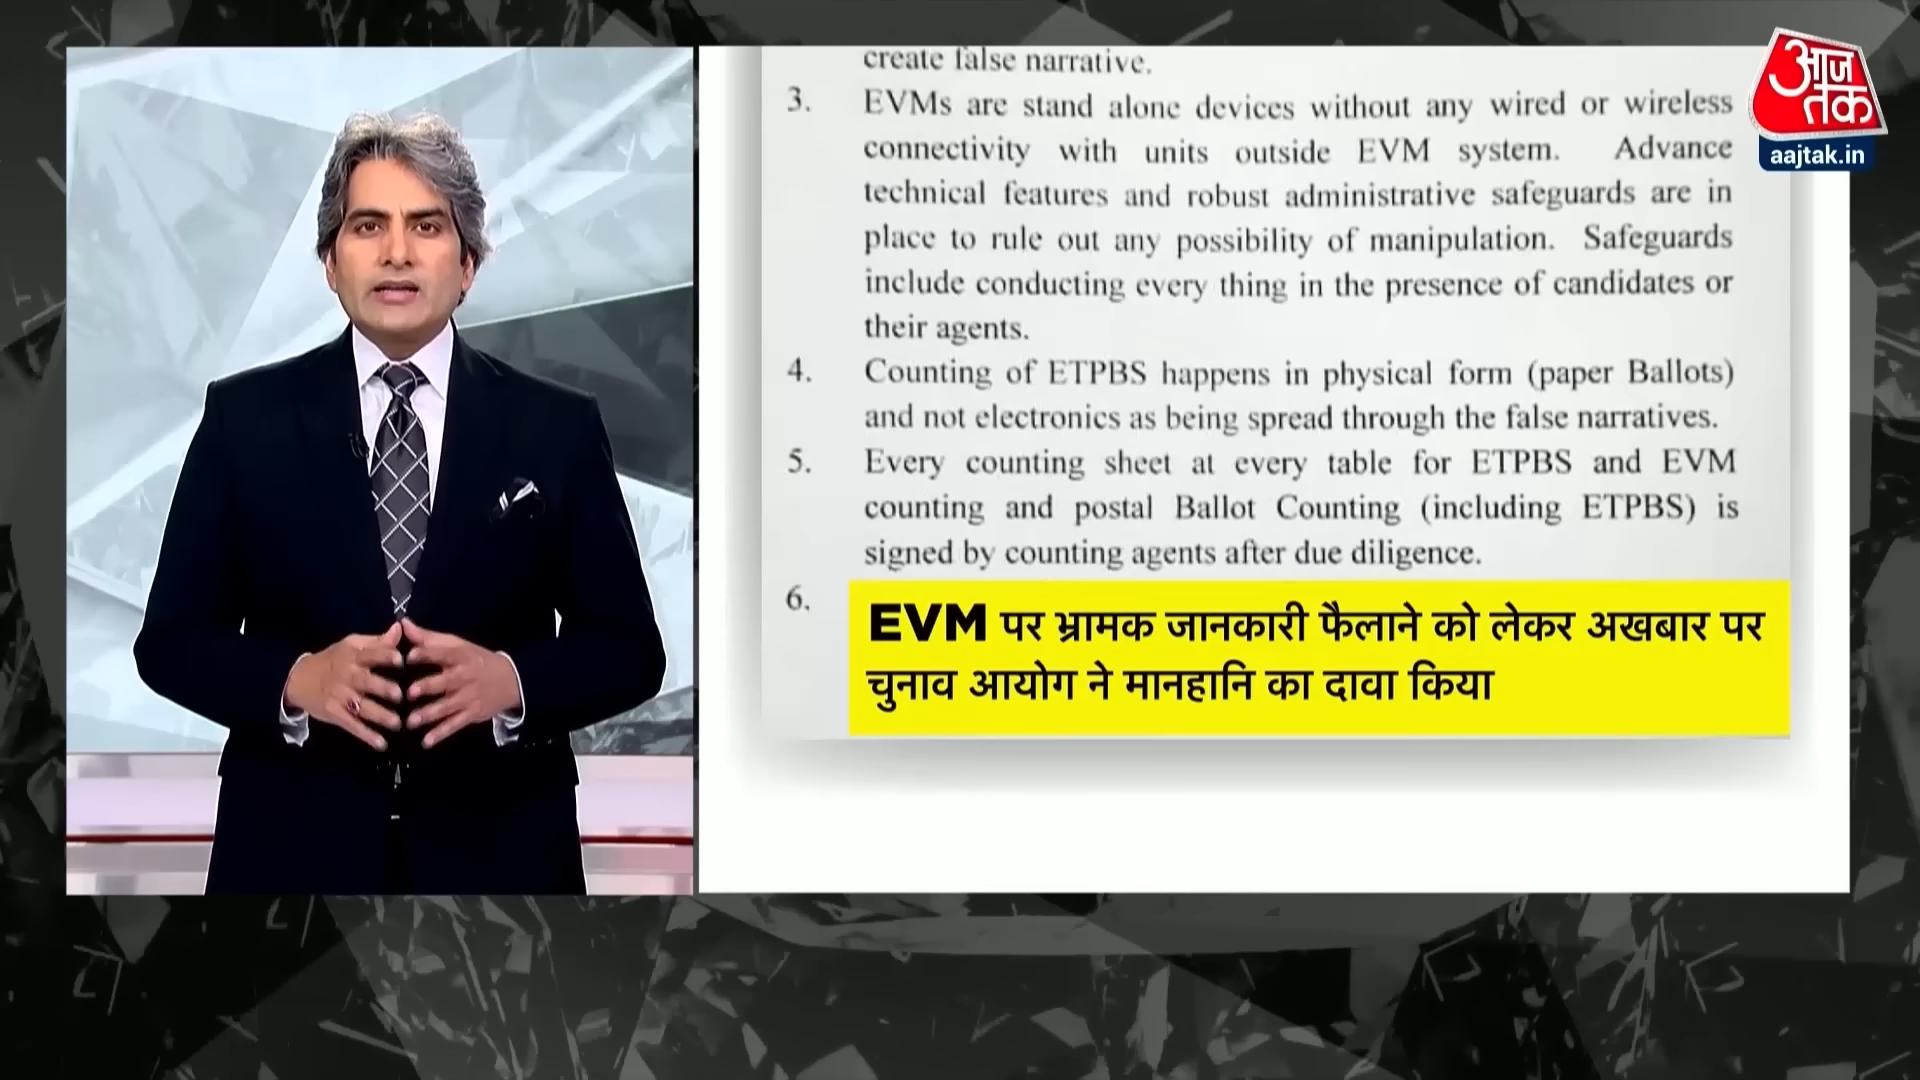 create false narrative.
3. EVMs are stand alone devices without any wired or wireless
connectivity with units outside EVM system. Advance
technical features and robust administrative safeguards are in
place to rule out any possibility of manipulation. Safeguards
include conducting every thing in the presence of candidates or
their agents.
4. Counting of ETPBS happens in physical form (paper Ballots)
and not electronics as being spread through the false narratives.
5. Every counting sheet at every table for ETPBS and EVM
counting and postal Ballot Counting (including ETPBS) is
signed by counting agents after due diligence.
6.
EVM पर भ्रामक जानकारी फैलाने को लेकर अखबार पर
चुनाव आयोग ने मानहानि का दावा किया
आज
तक
aajtak.in